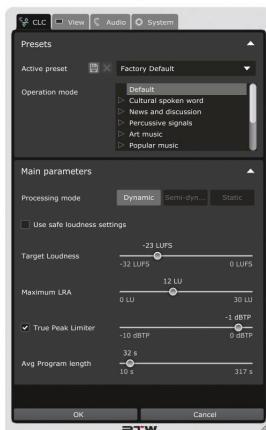 CLC View Audio System
Presets
Active preset Factory Default
Operation mode Default
Cultural spoken word
News and discussion
Percussive signals
Art music
Popular music
Main parameters
Processing mode Dynamic Semi-dyn... Static
Use safe loudness settings
-23 LUFS
Target Loudness
-32 LUFS 0 LUFS
12 LU
Maximum LRA
0 LU 30 LU
-1 dBTP
True Peak Limiter
-10 dBTP 0 dBTP
32 s
Avg Program length
10 s 317 s
OK Cancel
RTW